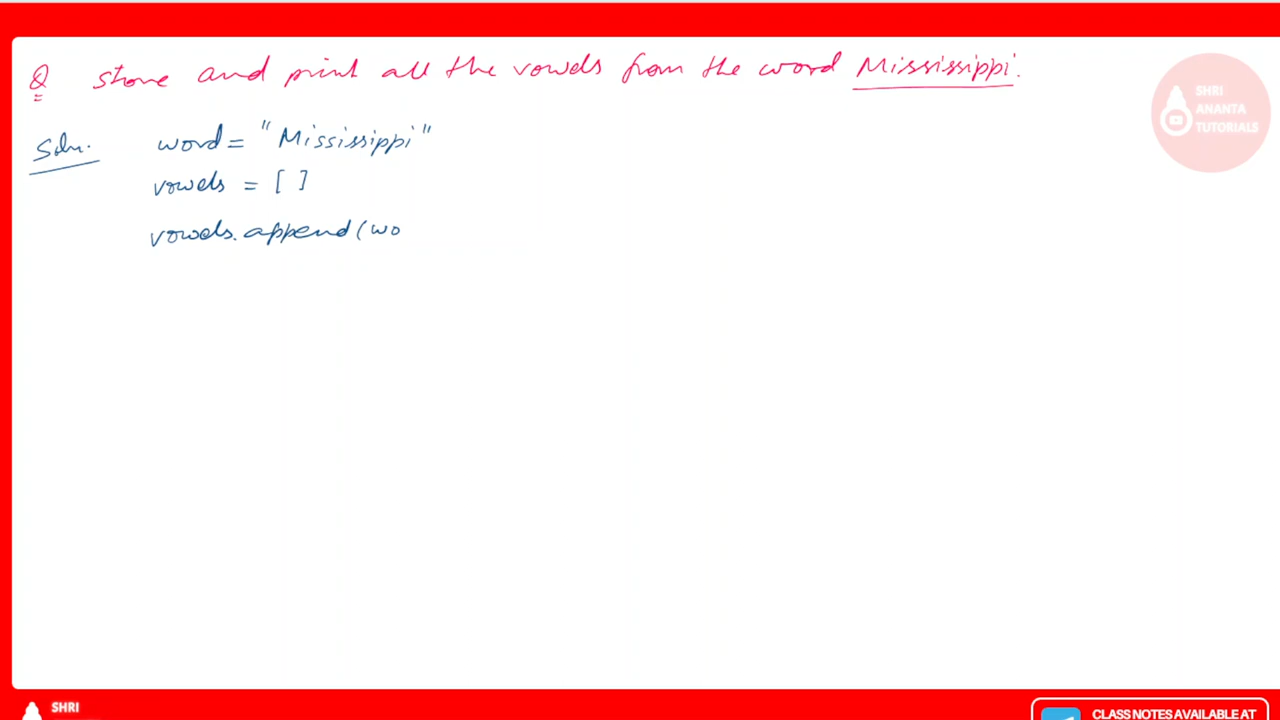 Q store and print all the vowels from the word Mississippi.
Soln. word = "Mississippi"
vowels = [ ]
vowels.append(wo
SHRI
ANANTA
TUTORIALS
SHRI
CLASS NOTES AVAILABLE AT